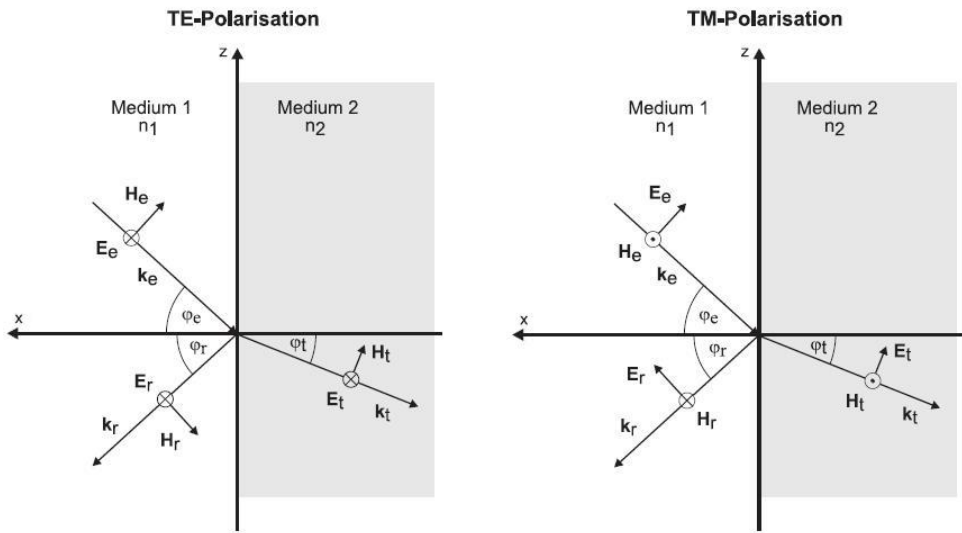 TE-Polarisation
z
Medium 1
n1
Medium 2
n2
He
Ee
ke
φe
x
φr
φt
Er
Hr
kr
Ht
Et
kt
TM-Polarisation
z
Medium 1
n1
Medium 2
n2
Ee
He
ke
φe
x
φr
φt
Er
Hr
kr
Et
Ht
kt